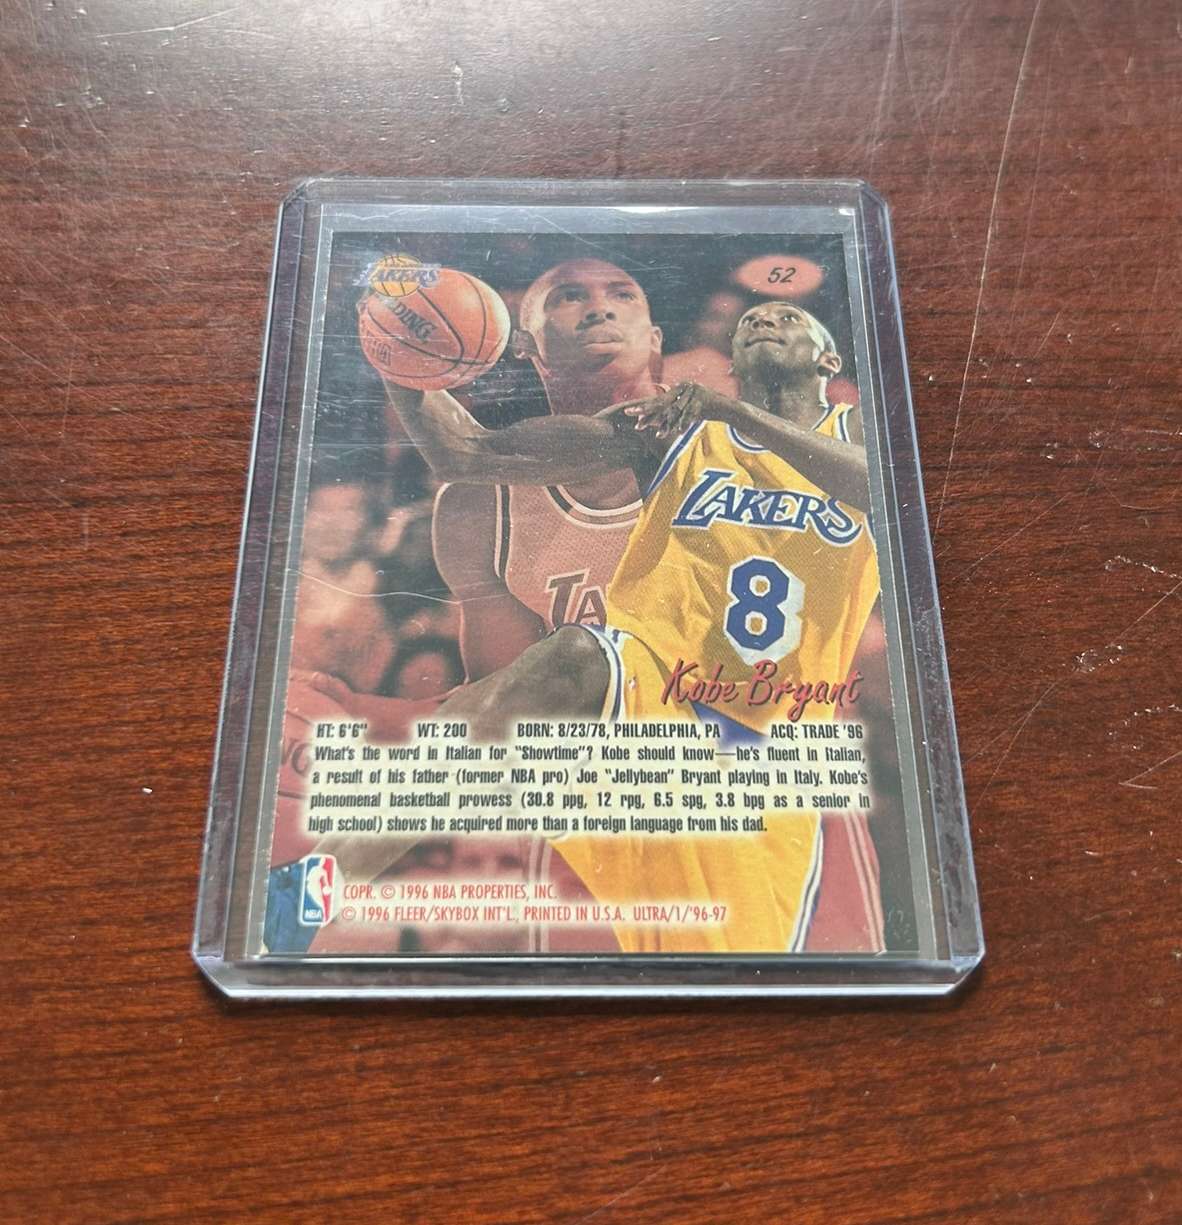 LAKERS
52
DING
LAKERS
8
LA
Kobe Bryant
HT: 6'6" WT: 200 BORN: 8/23/78, PHILADELPHIA, PA ACQ: TRADE '96
What's the word in Italian for "Showtime"? Kobe should know—he's fluent in Italian,
a result of his father (former NBA pro) Joe "Jellybean" Bryant playing in Italy. Kobe's
phenomenal basketball prowess (30.8 ppg, 12 rpg, 6.5 spg, 3.8 bpg as a senior in
high school) shows he acquired more than a foreign language from his dad.
NBA
COPR. © 1996 NBA PROPERTIES, INC.
© 1996 FLEER/SKYBOX INT'L., PRINTED IN U.S.A. ULTRA/1/'96-97